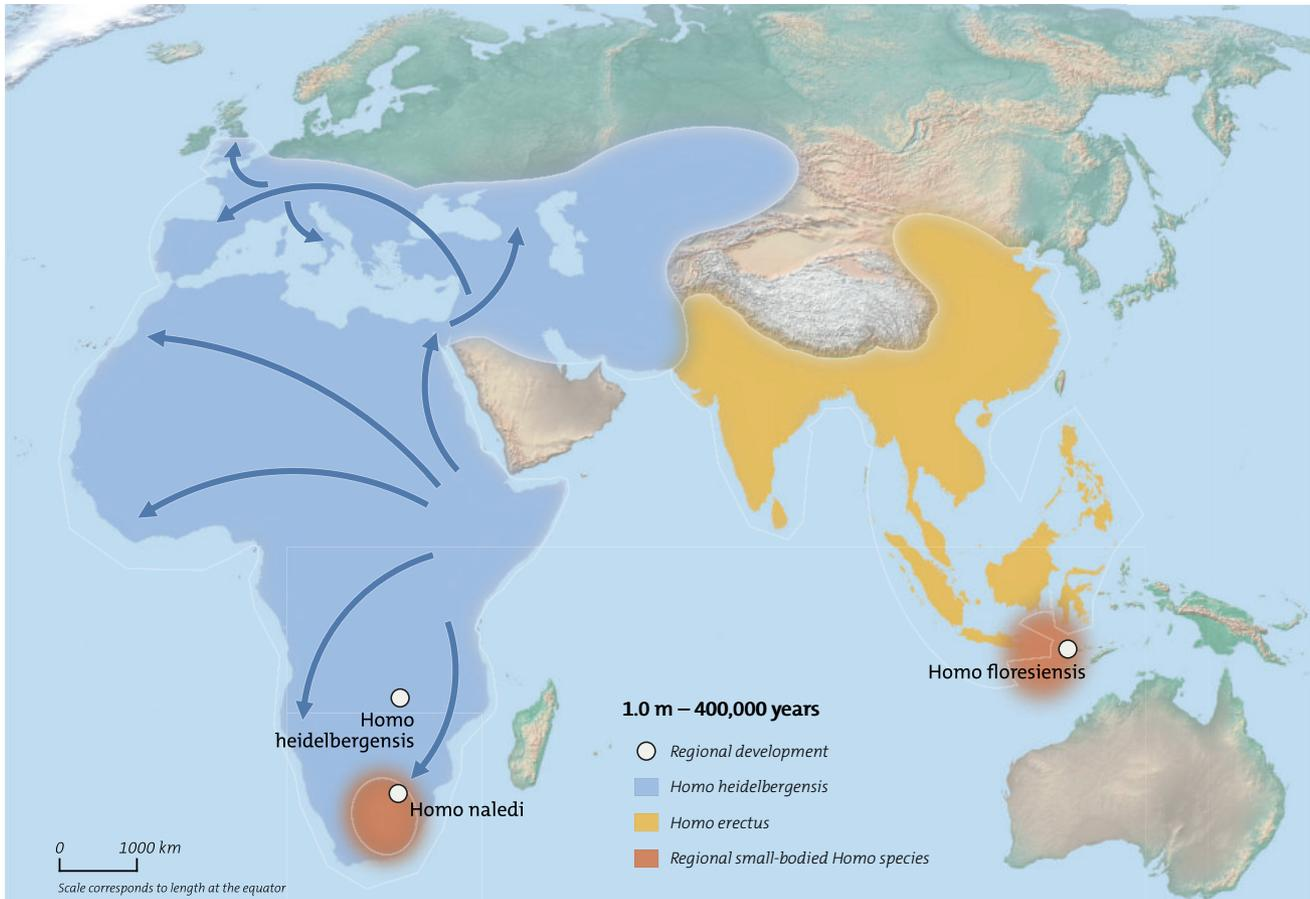 Homo
heidelbergensis
Homo naledi
Homo floresiensis
1.0 m – 400,000 years
Regional development
Homo heidelbergensis
Homo erectus
Regional small-bodied Homo species
0 1000 km
Scale corresponds to length at the equator